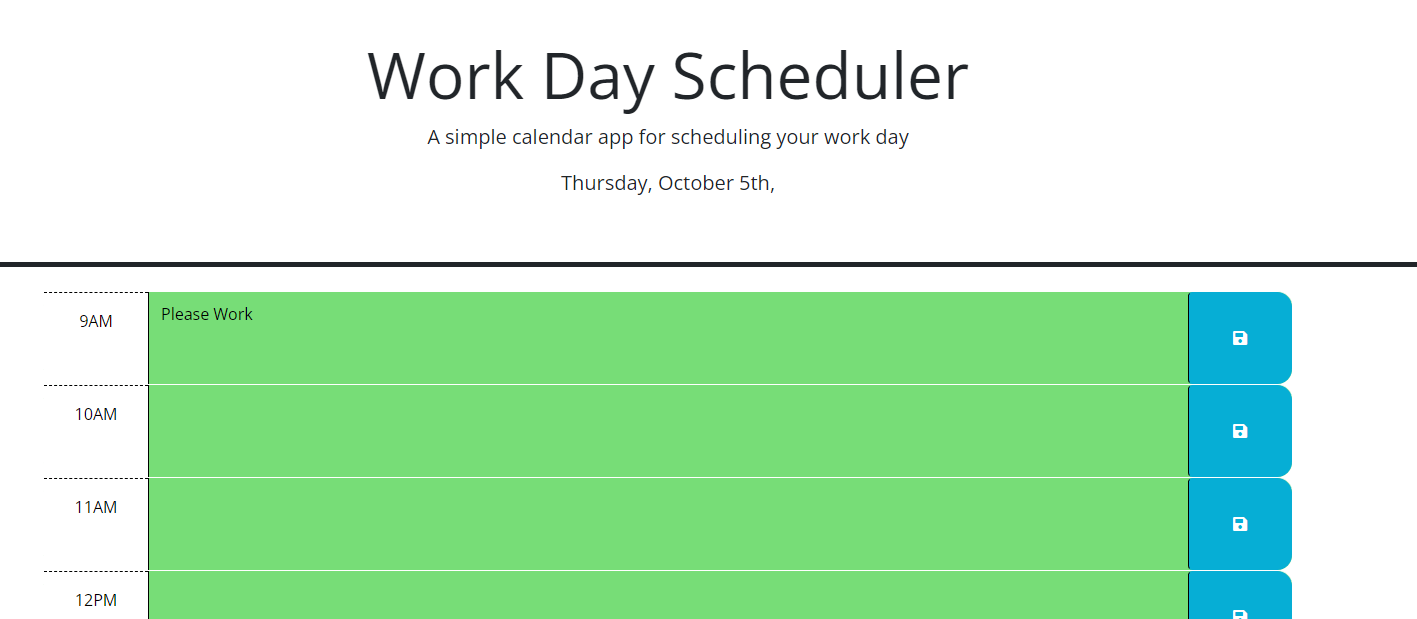 Work Day Scheduler
A simple calendar app for scheduling your work day
Thursday, October 5th,
9AM
Please Work
10AM
11AM
12PM